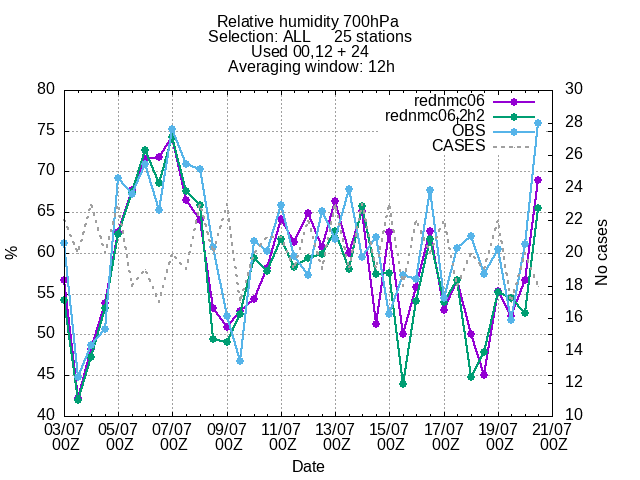 Relative humidity 700hPa
Selection: ALL 25 stations
Used 00,12 + 24
Averaging window: 12h
80 30
75 28
70 26
65 24
60 22
55 20
50 18
45 16
40 14
12
10
rednmc06
rednmc06,2h2
OBS
CASES
%
No cases
03/07 05/07 07/07 09/07 11/07 13/07 15/07 17/07 19/07 21/07
00Z 00Z 00Z 00Z 00Z 00Z 00Z 00Z 00Z 00Z
Date